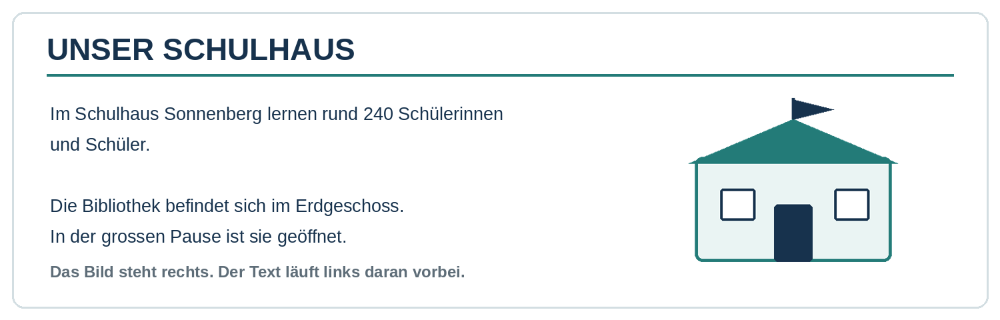 UNSER SCHULHAUS
Im Schulhaus Sonnenberg lernen rund 240 Schülerinnen
und Schüler.
Die Bibliothek befindet sich im Erdgeschoss.
In der grossen Pause ist sie geöffnet.
Das Bild steht rechts. Der Text läuft links daran vorbei.